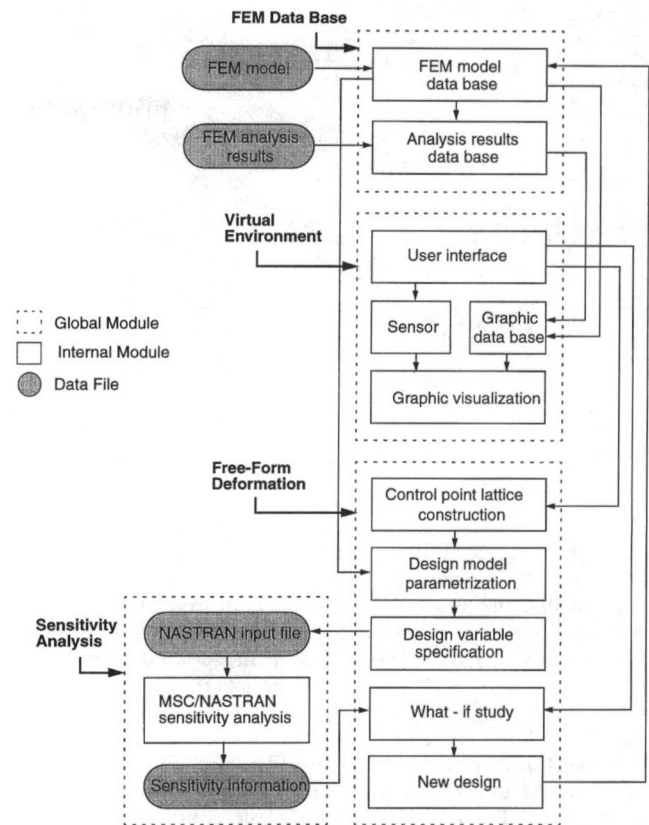 FEM Data Base
FEM model
FEM model
data base
FEM analysis
results
Analysis results
data base
Virtual
Environment
User interface
Sensor
Graphic
data base
Graphic visualization
Global Module
Internal Module
Data File
Free-Form
Deformation
Control point lattice
construction
Design model
parametrization
Design variable
specification
Sensitivity
Analysis
NASTRAN input file
MSC/NASTRAN
sensitivity analysis
Sensitivity information
What - if study
New design